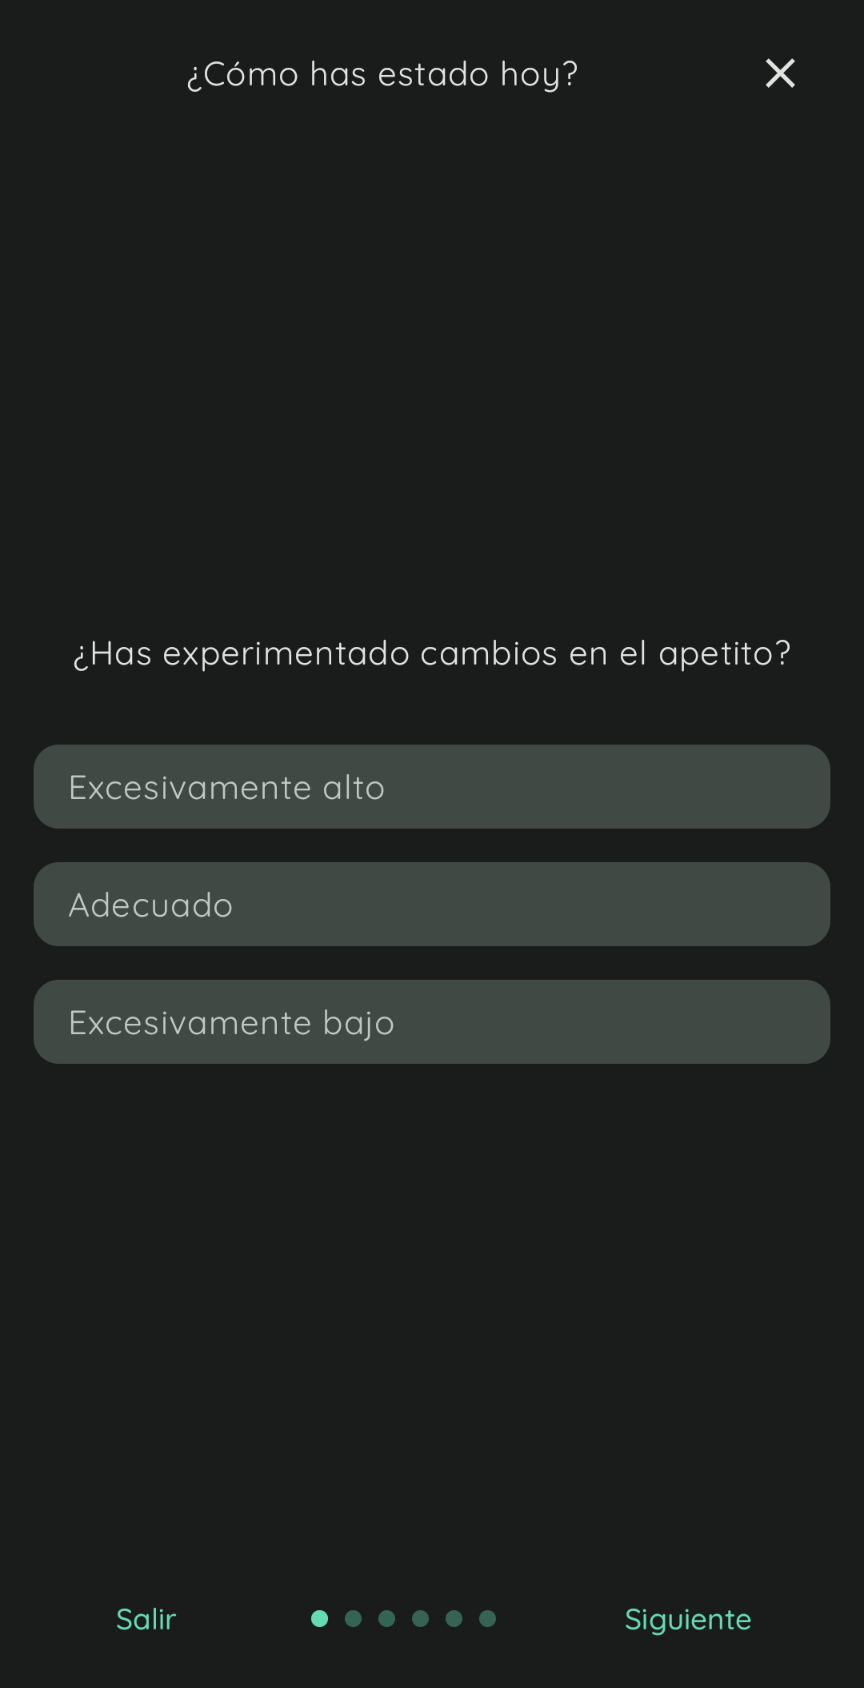 ¿Cómo has estado hoy?
¿Has experimentado cambios en el apetito?
Excesivamente alto
Adecuado
Excesivamente bajo
Salir
Siguiente